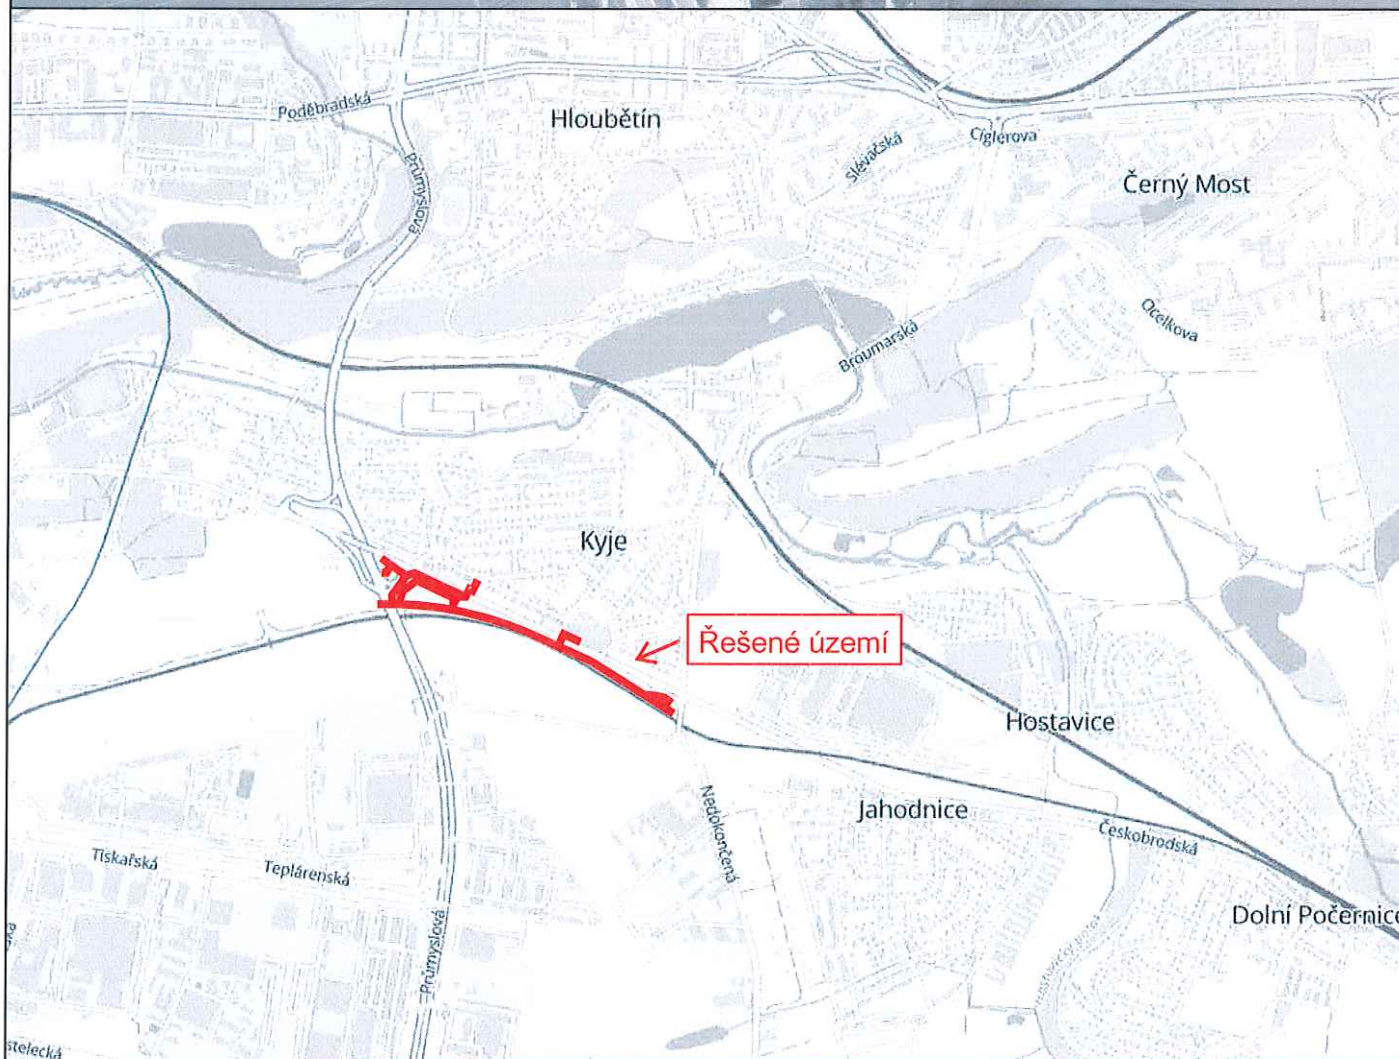 Poděbradská
Hloubětín
Cíglerova
Slévačská
Průmyslová
Černý Most
Ocelkova
Broumarská
Kyje
Řešené území
Hostavice
Nedokončená
Jahodnice
Českobrodská
Tiskařská
Teplárenská
Dolní Počernice
Průmyslová
stelecká